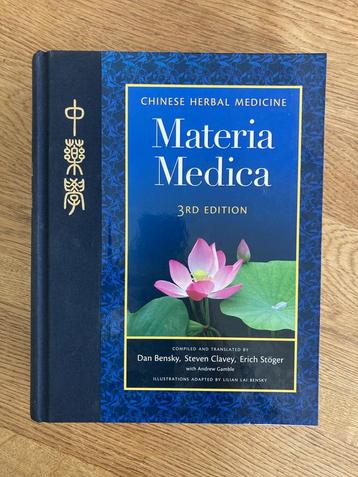 中藥學
CHINESE HERBAL MEDICINE
Materia
Medica
3RD EDITION
COMPILED AND TRANSLATED BY
Dan Bensky, Steven Clavey, Erich Stöger
with Andrew Gamble
ILLUSTRATIONS ADAPTED BY LILIAN LAI BENSKY